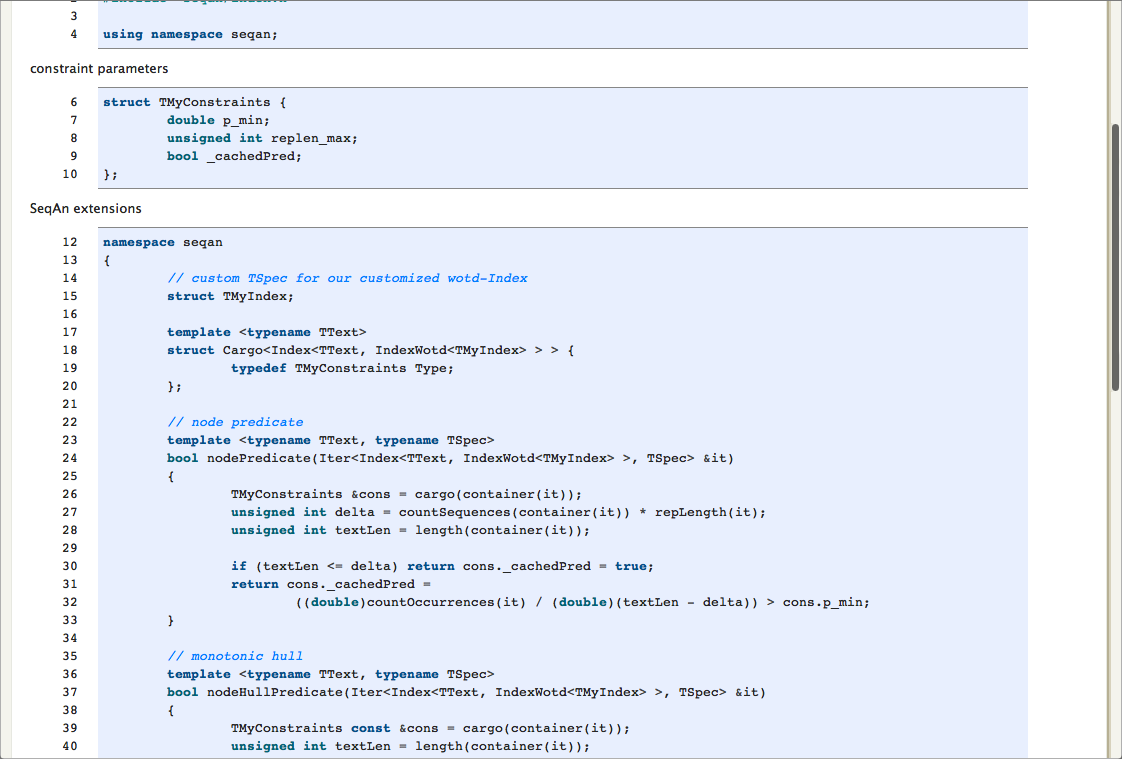 3
4 using namespace seqan;
constraint parameters
6 struct TMyConstraints {
7 double p_min;
8 unsigned int replen_max;
9 bool _cachedPred;
10 };
SeqAn extensions
12 namespace seqan
13 {
14 // custom TSpec for our customized wotd-Index
15 struct TMyIndex;
16
17 template <typename TText>
18 struct Cargo<Index<TText, IndexWotd<TMyIndex> > > {
19 typedef TMyConstraints Type;
20 };
21
22 // node predicate
23 template <typename TText, typename TSpec>
24 bool nodePredicate(Iter<Index<TText, IndexWotd<TMyIndex> >, TSpec> &it)
25 {
26 TMyConstraints &cons = cargo(container(it));
27 unsigned int delta = countSequences(container(it)) * repLength(it);
28 unsigned int textLen = length(container(it));
29
30 if (textLen <= delta) return cons._cachedPred = true;
31 return cons._cachedPred =
32 ((double)countOccurrences(it) / (double)(textLen - delta)) > cons.p_min;
33 }
34
35 // monotonic hull
36 template <typename TText, typename TSpec>
37 bool nodeHullPredicate(Iter<Index<TText, IndexWotd<TMyIndex> >, TSpec> &it)
38 {
39 TMyConstraints const &cons = cargo(container(it));
40 unsigned int textLen = length(container(it));